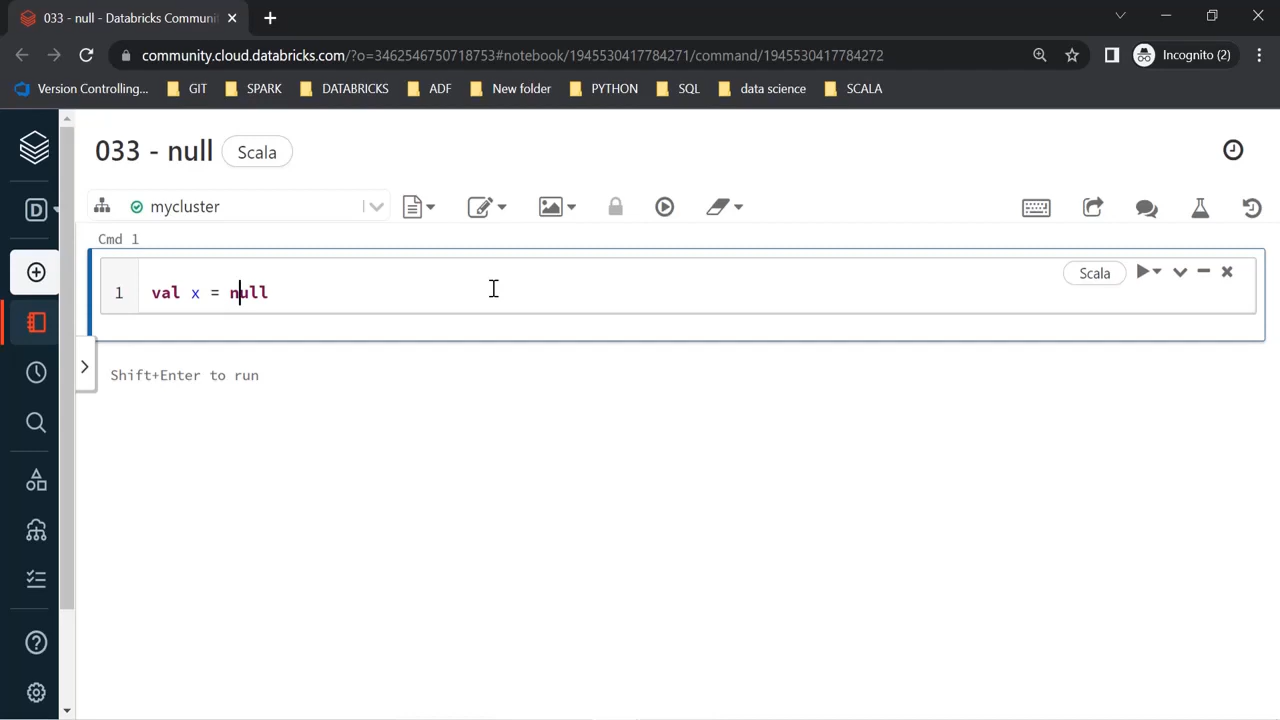 033 - null - Databricks Communi
community.cloud.databricks.com/?o=3462546750718753#notebook/1945530417784271/command/1945530417784272
Incognito (2)
Version Controlling... GIT SPARK DATABRICKS ADF New folder PYTHON SQL data science SCALA
033 - null Scala
D mycluster
Cmd 1
Scala
1 val x = null
Shift+Enter to run